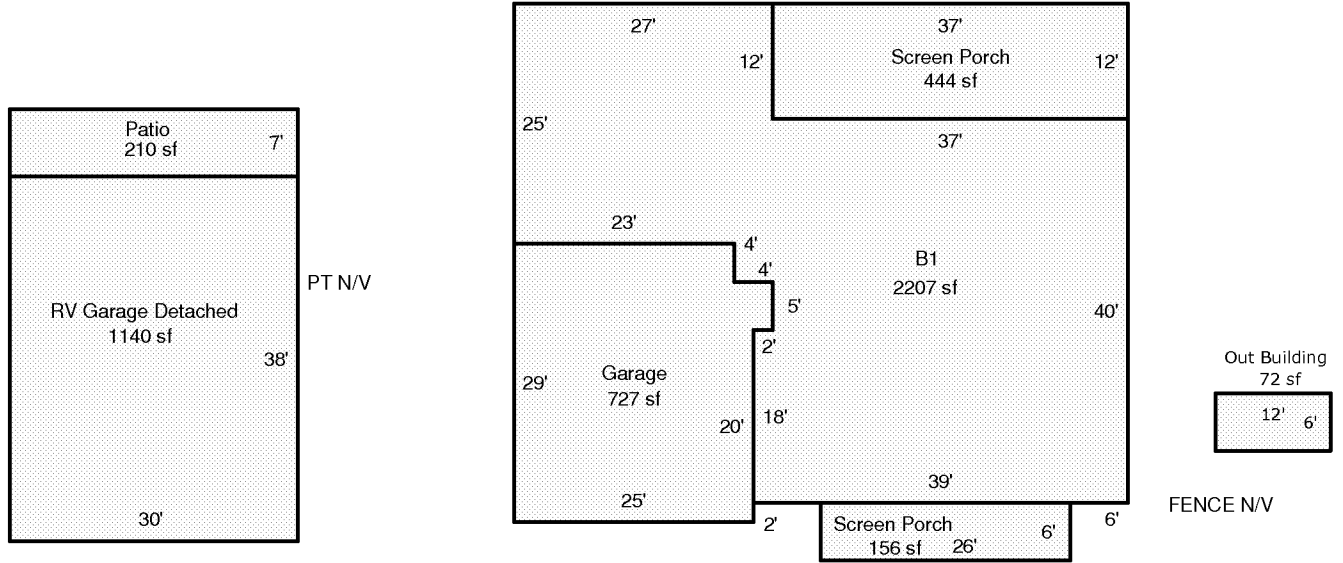 27'
37'
12'
Screen Porch
444 sf
12'
Patio
210 sf
7'
25'
37'
23'
4'
4'
B1
2207 sf
PT N/V
RV Garage Detached
1140 sf
5'
40'
2'
38'
Out Building
72 sf
29'
Garage
727 sf
12'
6'
20'
18'
39'
25'
30'
2'
Screen Porch
156 sf
26'
6'
6'
FENCE N/V